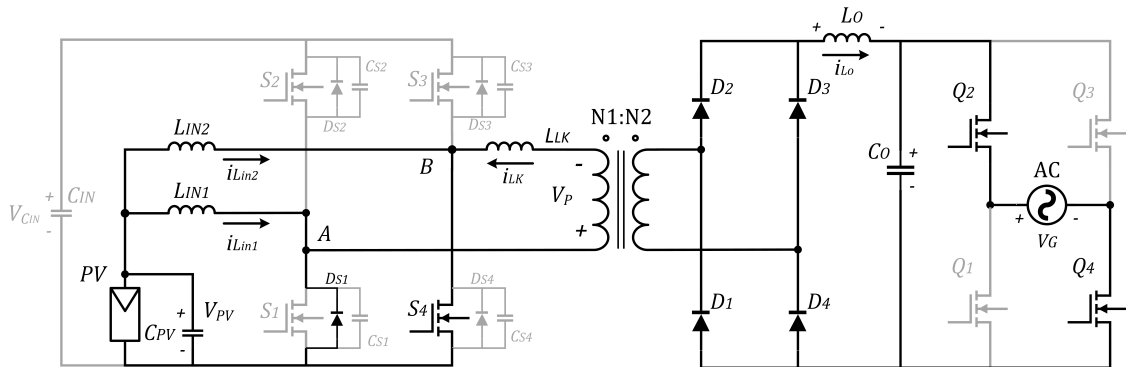 + LO -
iLo
S2
CS2
DS2
S3
CS3
DS3
D2
D3
Q2
Q3
N1:N2
LIN2
iLin2
B
LLK
iLK
-
VP
+
CO
+
-
AC
+ -
VG
VCIN
+
-
CIN
LIN1
iLin1
A
PV
CPV
+
-
VPV
S1
DS1
CS1
S4
DS4
CS4
D1
D4
Q1
Q4